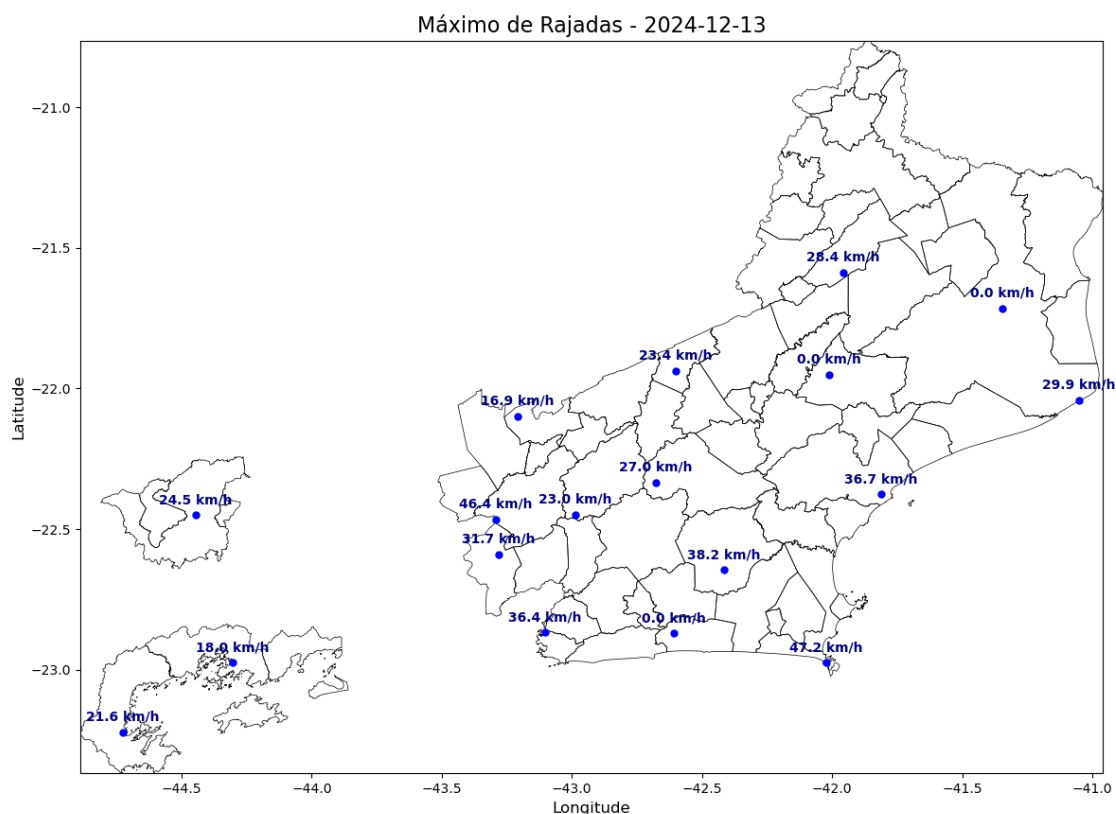 Máximo de Rajadas - 2024-12-13
−21.0
−21.5
−22.0
−22.5
−23.0
Latitude
28.4 km/h
0.0 km/h
23.4 km/h
0.0 km/h
29.9 km/h
16.9 km/h
27.0 km/h
36.7 km/h
24.5 km/h
46.4 km/h
23.0 km/h
31.7 km/h
38.2 km/h
36.4 km/h
0.0 km/h
18.0 km/h
47.2 km/h
21.6 km/h
−44.5
−44.0
−43.5
−43.0
−42.5
−42.0
−41.5
−41.0
Longitude